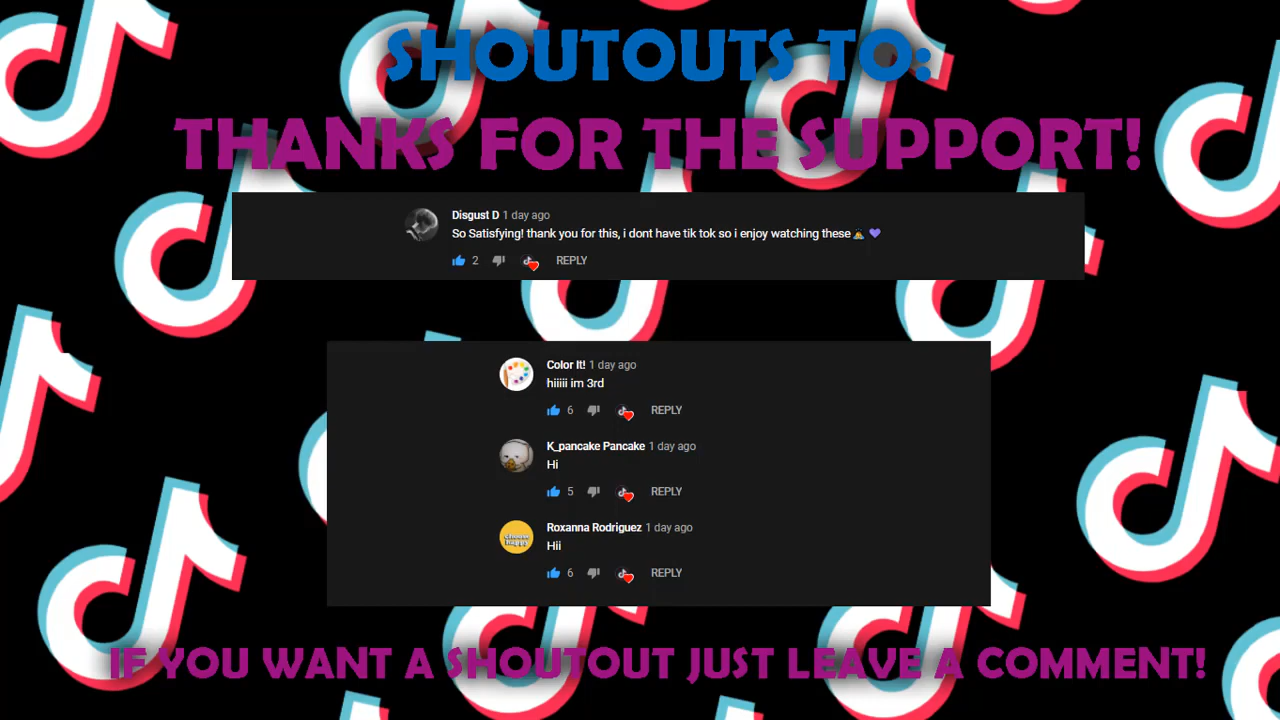 SHOUTOUTS TO:
THANKS FOR THE SUPPORT!
Disgust D 1 day ago
So Satisfying! thank you for this, i dont have tik tok so i enjoy watching these🙇💜
2 REPLY
Color It! 1 day ago
hiiiii im 3rd
6 REPLY
K_pancake Pancake 1 day ago
Hi
5 REPLY
Roxanna Rodriguez 1 day ago
Hii
6 REPLY
IF YOU WANT A SHOUTOUT JUST LEAVE A COMMENT!